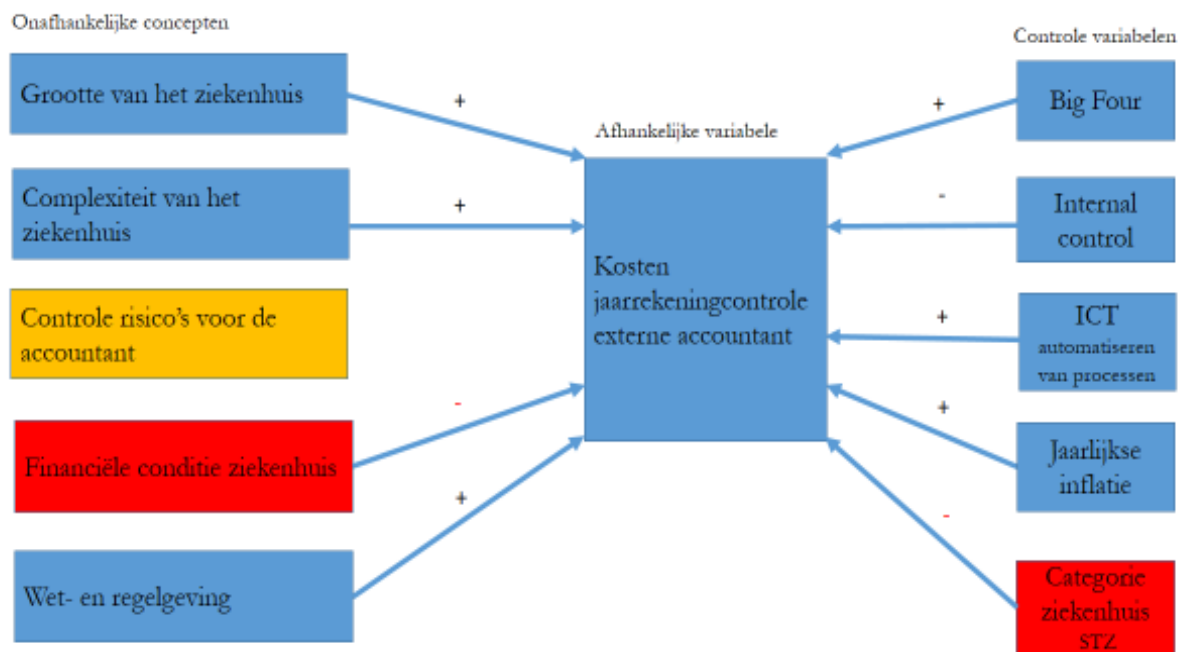 Onafhankelijke concepten
Grootte van het ziekenhuis
+
Complexiteit van het
ziekenhuis
+
Controle risico's voor de
accountant
Financiële conditie ziekenhuis
-
Wet- en regelgeving
+
Afhankelijke variabele
Kosten
jaarrekeningcontrole
externe accountant
Controle variabelen
Big Four
+
Internal
control
-
ICT
automatiseren
van processen
+
Jaarlijkse
inflatie
+
Categorie
ziekenhuis
STZ
-